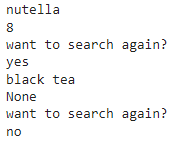 nutella
8
want to search again?
yes
black tea
None
want to search again?
no